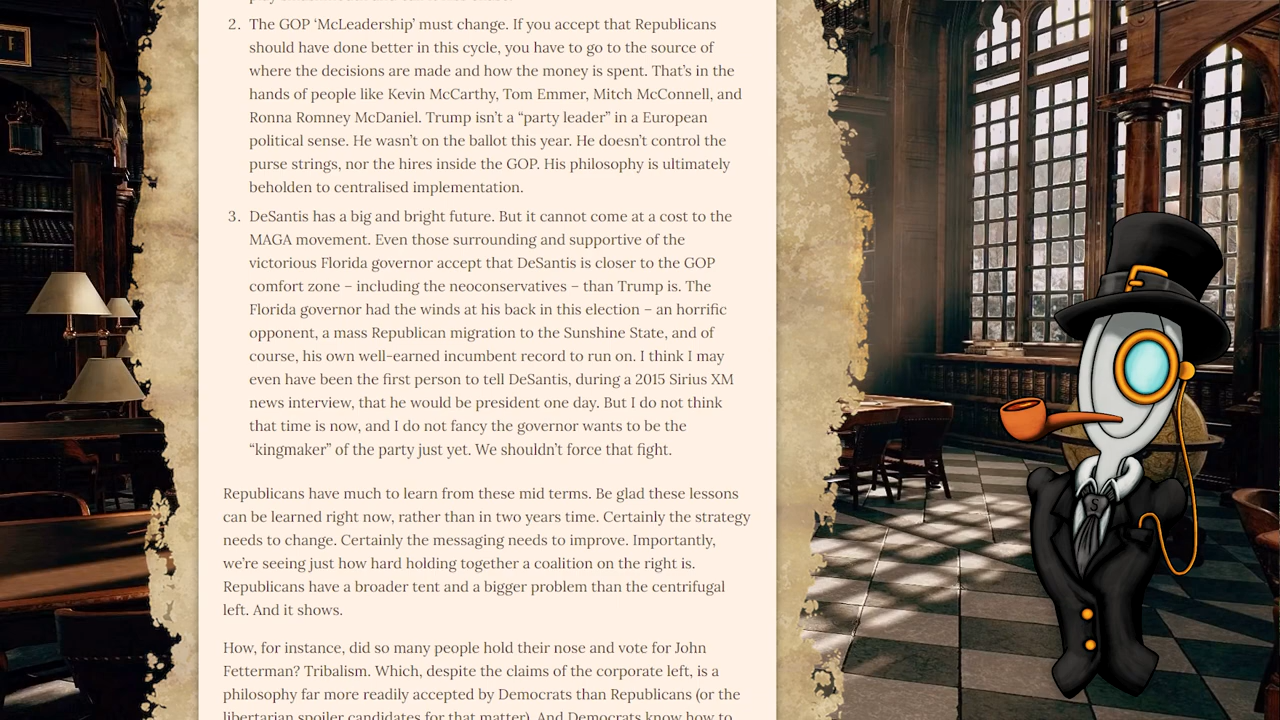 2. The GOP ‘McLeadership’ must change. If you accept that Republicans
should have done better in this cycle, you have to go to the source of
where the decisions are made and how the money is spent. That’s in the
hands of people like Kevin McCarthy, Tom Emmer, Mitch McConnell, and
Ronna Romney McDaniel. Trump isn’t a “party leader” in a European
political sense. He wasn’t on the ballot this year. He doesn’t control the
purse strings, nor the hires inside the GOP. His philosophy is ultimately
beholden to centralised implementation.
3. DeSantis has a big and bright future. But it cannot come at a cost to the
MAGA movement. Even those surrounding and supportive of the
victorious Florida governor accept that DeSantis is closer to the GOP
comfort zone – including the neoconservatives – than Trump is. The
Florida governor had the winds at his back in this election – an horrific
opponent, a mass Republican migration to the Sunshine State, and of
course, his own well-earned incumbent record to run on. I think I may
even have been the first person to tell DeSantis, during a 2015 Sirius XM
news interview, that he would be president one day. But I do not think
that time is now, and I do not fancy the governor wants to be the
“kingmaker” of the party just yet. We shouldn’t force that fight.
Republicans have much to learn from these mid terms. Be glad these lessons
can be learned right now, rather than in two years time. Certainly the strategy
needs to change. Certainly the messaging needs to improve. Importantly,
we’re seeing just how hard holding together a coalition on the right is.
Republicans have a broader tent and a bigger problem than the centrifugal
left. And it shows.
How, for instance, did so many people hold their nose and vote for John
Fetterman? Tribalism. Which, despite the claims of the corporate left, is a
philosophy far more readily accepted by Democrats than Republicans (or the
libertarian spoiler candidates for that matter). And Democrats know how to
S